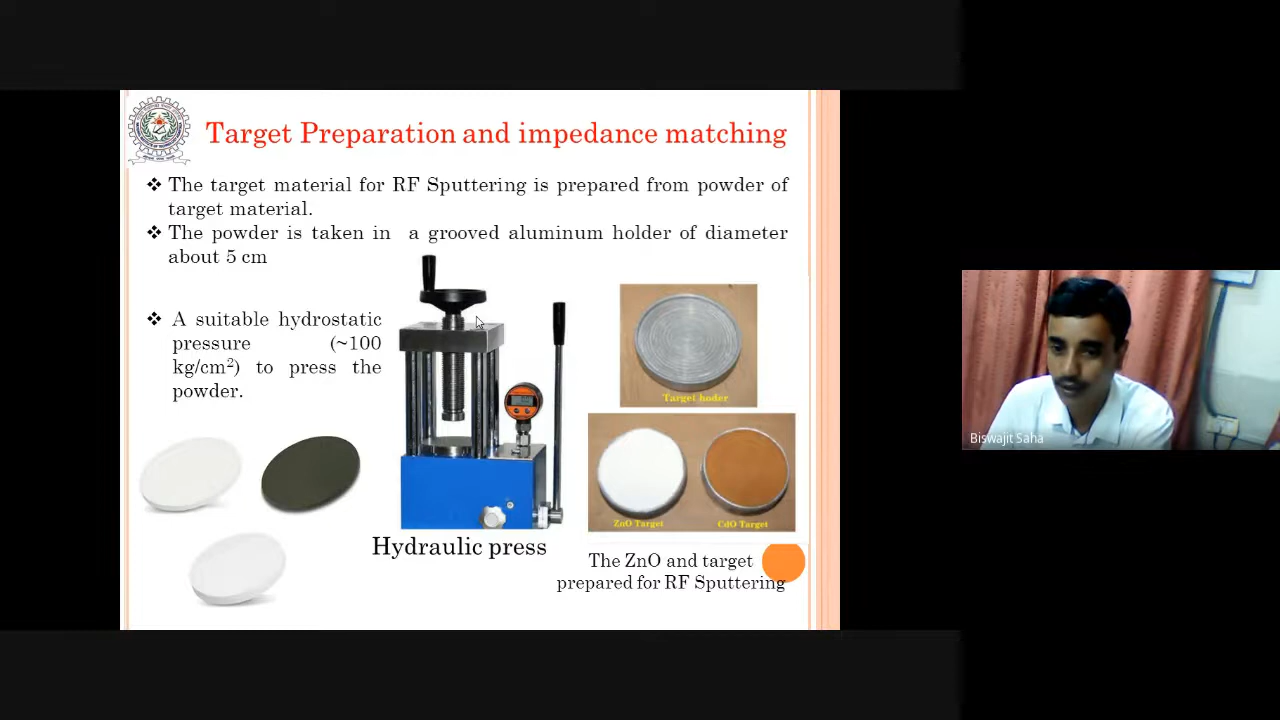 Target Preparation and impedance matching
❖ The target material for RF Sputtering is prepared from powder of
target material.
❖ The powder is taken in a grooved aluminum holder of diameter
about 5 cm
❖ A suitable hydrostatic
pressure (~100
kg/cm²) to press the
powder.
Target hoder
ZnO Target
CdO Target
Hydraulic press
The ZnO and target
prepared for RF Sputtering
Biswajit Saha